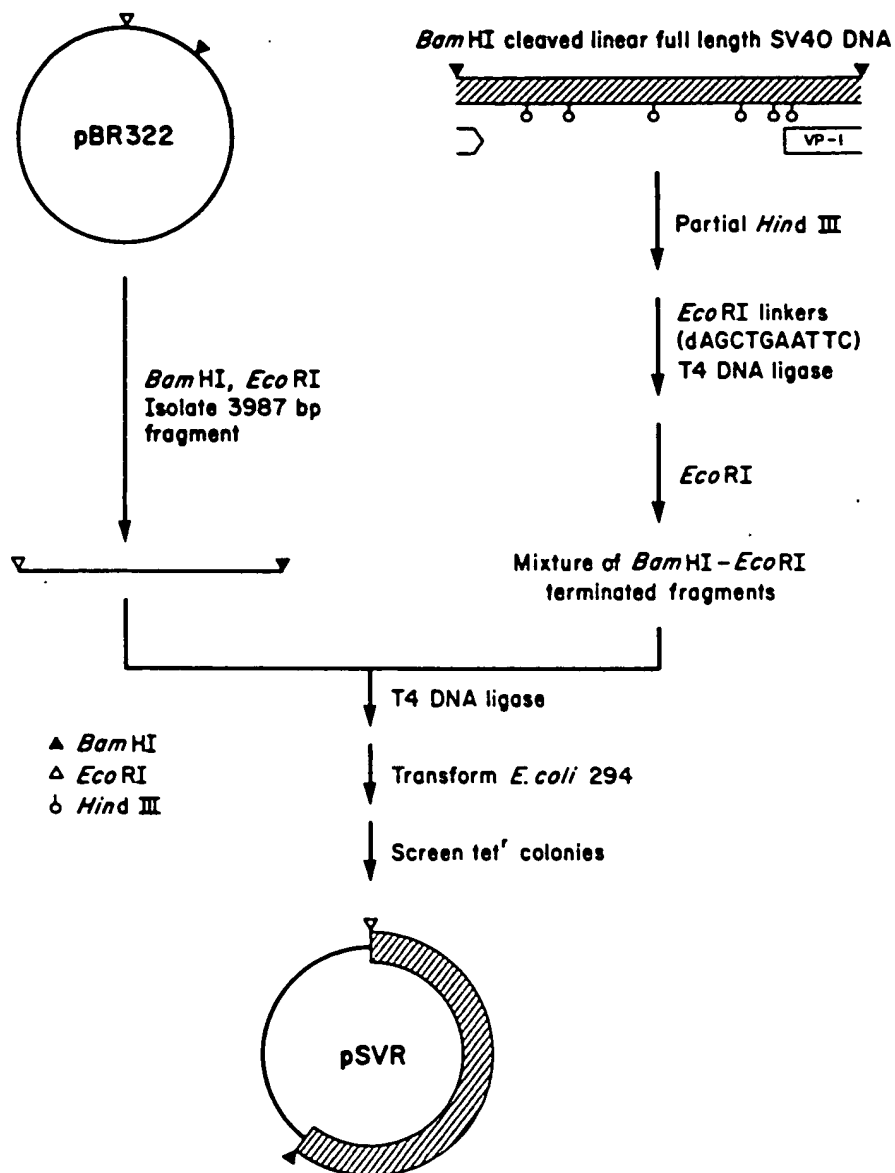 BamHI cleaved linear full length SV40 DNA
pBR322
VP-1
Partial Hind III
EcoRI linkers
(dAGCTGAATTC)
T4 DNA ligase
BamHI, EcoRI
Isolate 3987 bp
fragment
EcoRI
Mixture of BamHI-EcoRI
terminated fragments
T4 DNA ligase
▲ BamHI
△ EcoRI
Hind III
Transform E. coli 294
Screen tetʳ colonies
pSVR